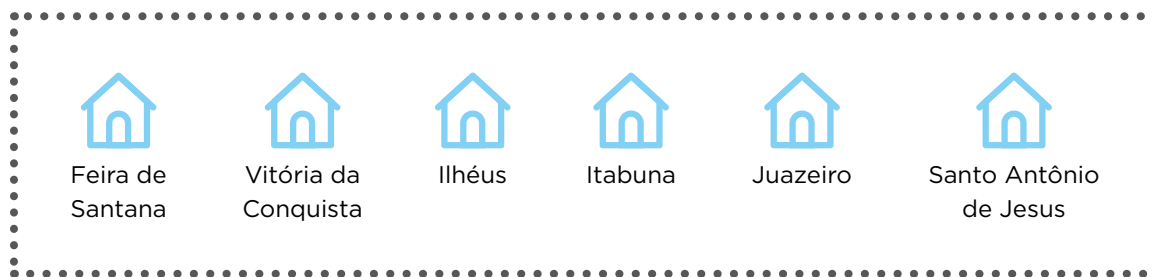 Feira de
Santana
Vitória da
Conquista
Ilhéus
Itabuna
Juazeiro
Santo Antônio
de Jesus